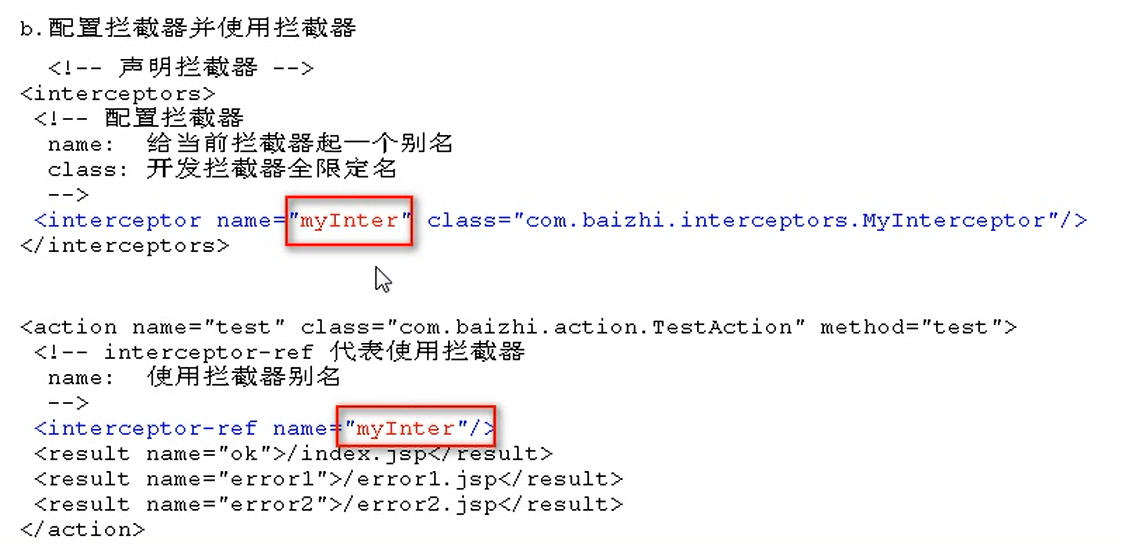 b.配置拦截器并使用拦截器
<!-- 声明拦截器 -->
<interceptors>
<!-- 配置拦截器
name: 给当前拦截器起一个别名
class: 开发拦截器全限定名
-->
<interceptor name="myInter" class="com.baizhi.interceptors.MyInterceptor"/>
</interceptors>
<action name="test" class="com.baizhi.action.TestAction" method="test">
<!-- interceptor-ref 代表使用拦截器
name: 使用拦截器别名
-->
<interceptor-ref name="myInter"/>
<result name="ok">/index.jsp</result>
<result name="error1">/error1.jsp</result>
<result name="error2">/error2.jsp</result>
</action>